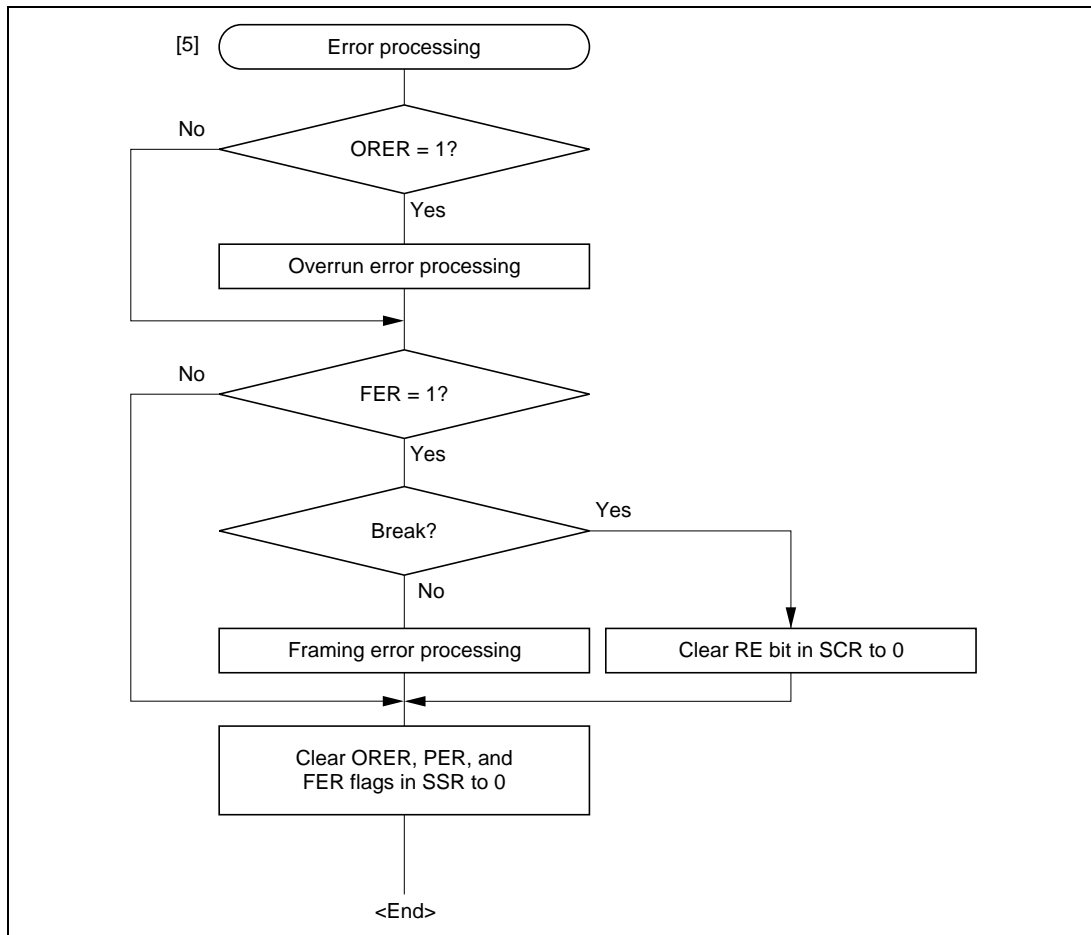 [5]
Error processing
No
ORER = 1?
Yes
Overrun error processing
No
FER = 1?
Yes
Break?
Yes
No
Framing error processing
Clear RE bit in SCR to 0
Clear ORER, PER, and
FER flags in SSR to 0
<End>